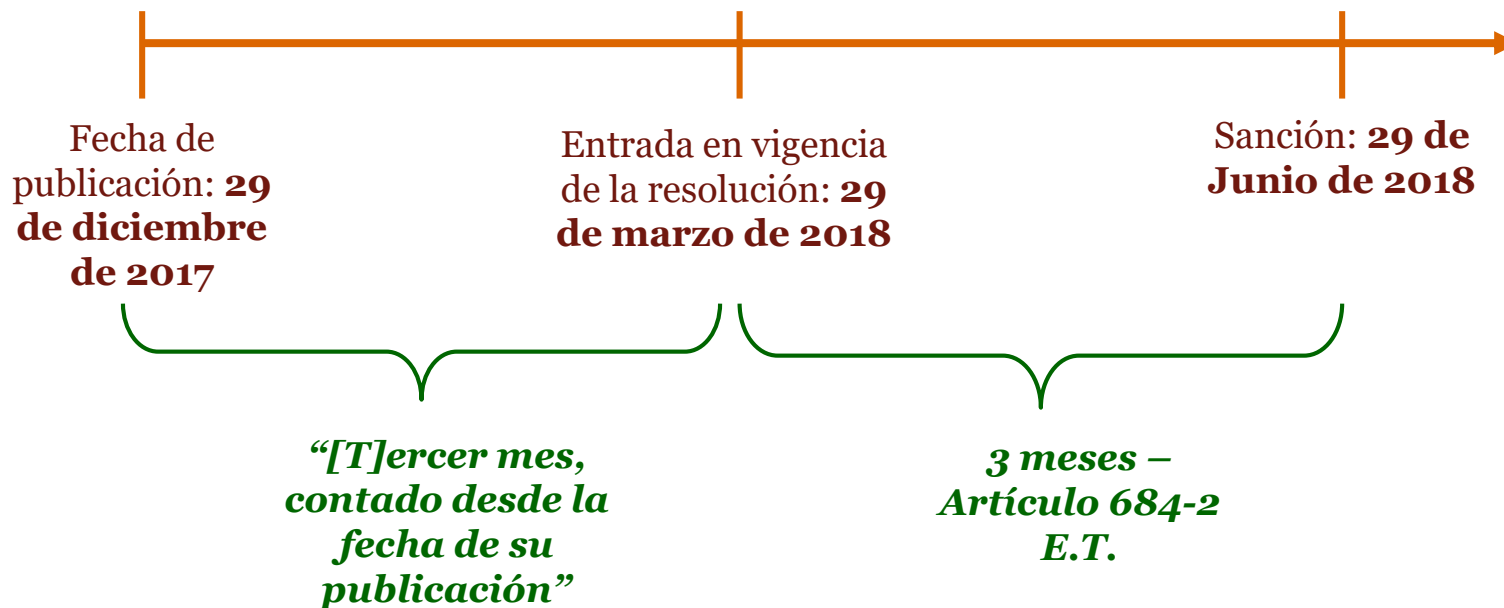 Fecha de
publicación: 29
de diciembre
de 2017
Entrada en vigencia
de la resolución: 29
de marzo de 2018
Sanción: 29 de
Junio de 2018
“[T]ercer mes,
contado desde la
fecha de su
publicación”
3 meses –
Artículo 684-2
E.T.